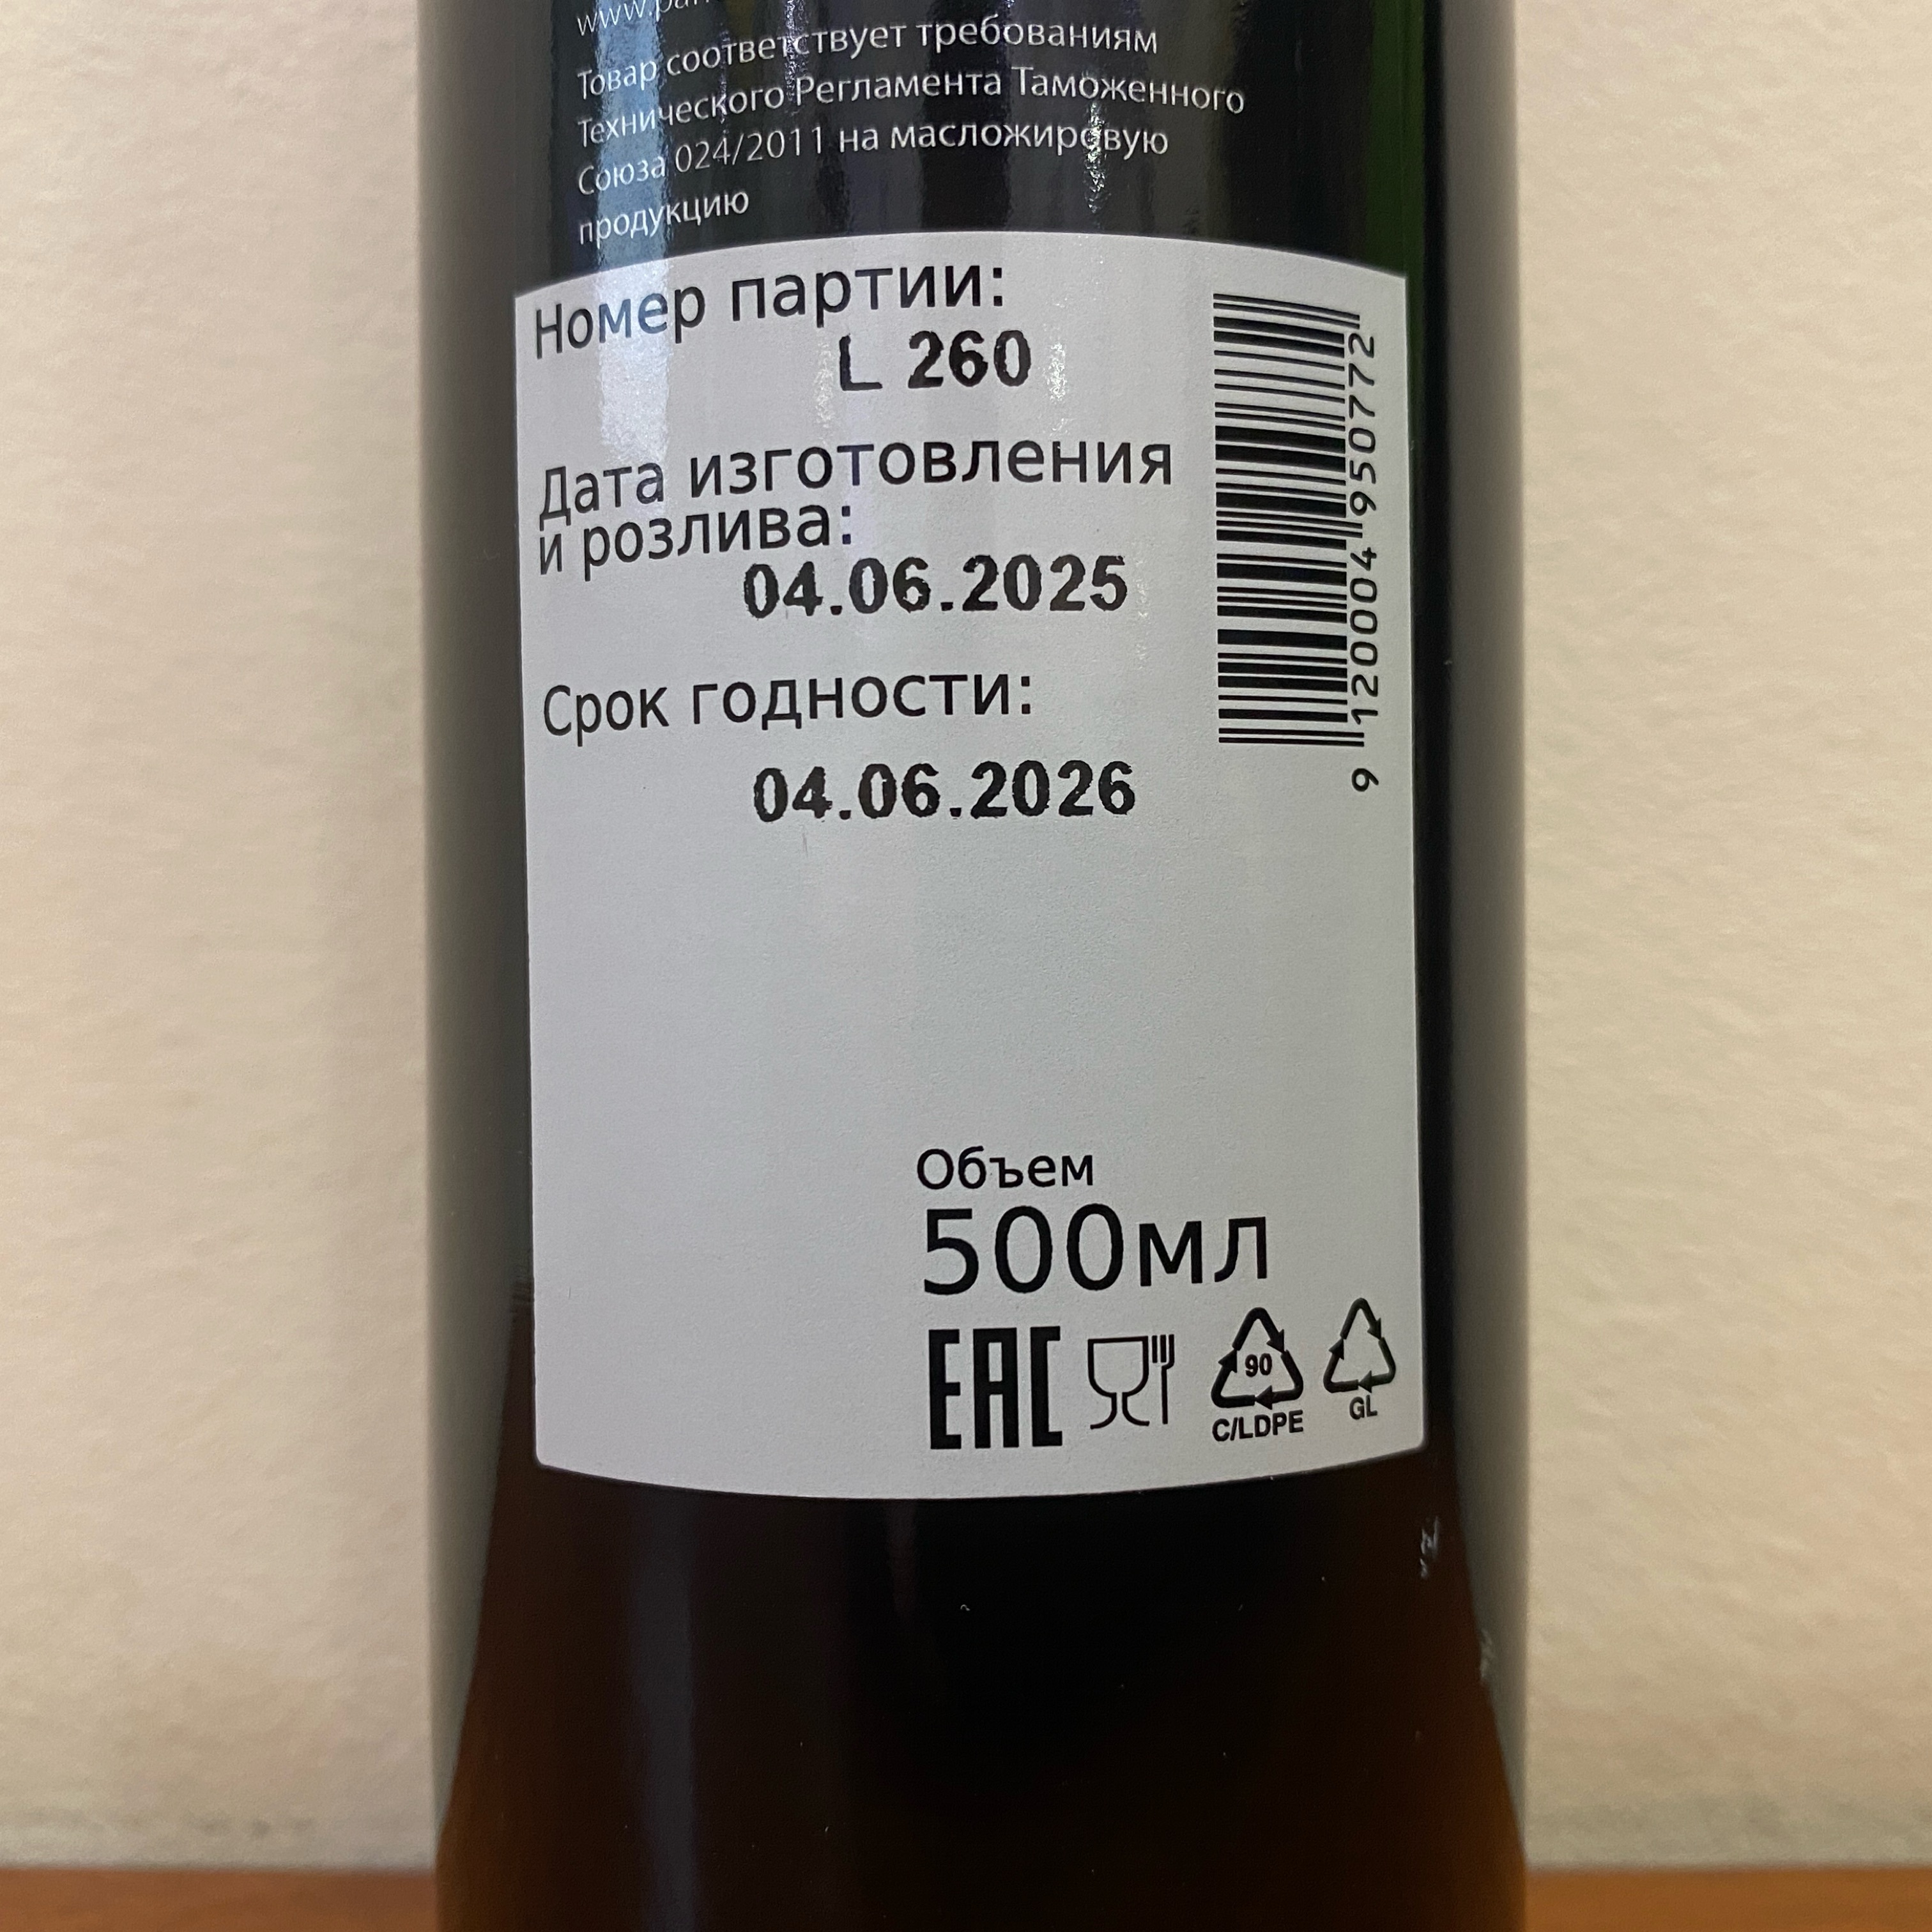 Товар соответствует требованиям
Технического Регламента Таможенного
Союза 024/2011 на масложировую
продукцию
Номер партии:
L 260
Дата изготовления
и розлива:
04.06.2025
Срок годности:
04.06.2026
9 120004 950772
Объем
500мл
EAC
90
C/LDPE
GL